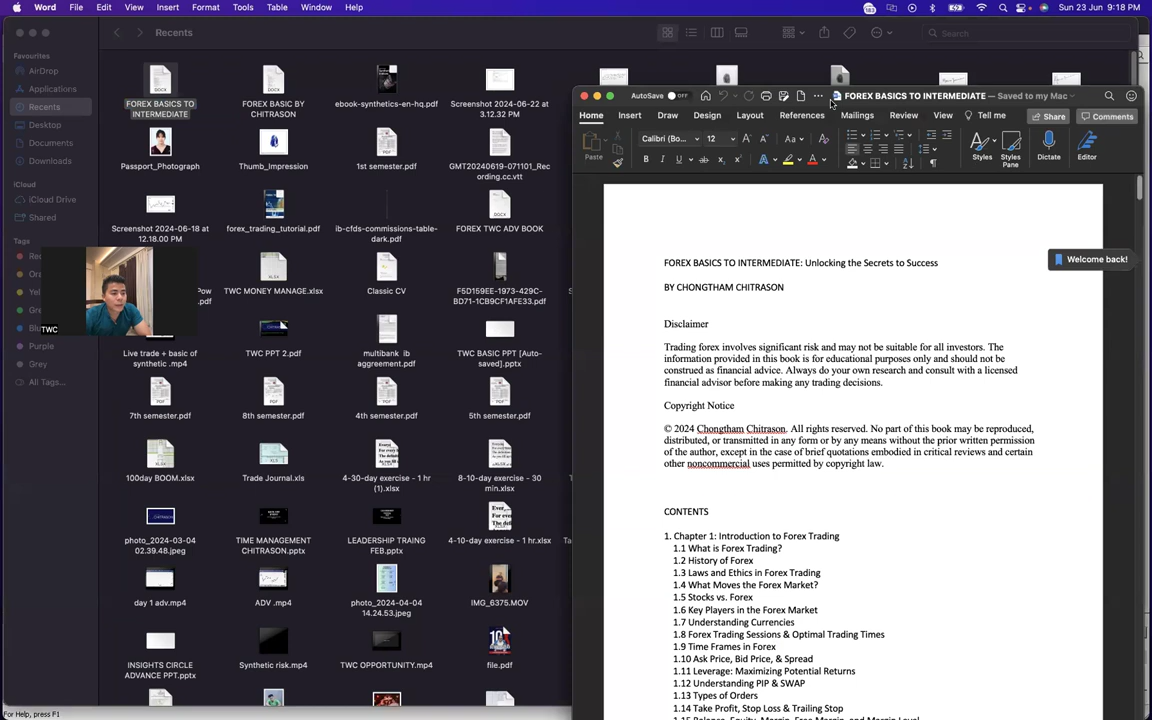 Word File Edit View Insert Format Tools Table Window Help
183 Sun 23 Jun 9:18 PM
Recents
Search
Favourites
AirDrop
Applications
Recents
Desktop
Documents
Downloads
iCloud
iCloud Drive
Shared
Tags
Purple
Grey
All Tags...
TWC
FOREX BASICS TO
INTERMEDIATE
FOREX BASIC BY
CHITRASON
ebook-synthetics-en-hq.pdf
Screenshot 2024-06-22 at
3.12.32 PM
Passport_Photograph
Thumb_Impression
1st semester.pdf
GMT20240619-071101_Rec
ording.cc.vtt
Screenshot 2024-06-18 at
12.18.00 PM
forex_trading_tutorial.pdf
ib-cfds-commissions-table-
dark.pdf
FOREX TWC ADV BOOK
TWC MONEY MANAGE.xlsx
Classic CV
F5D159EE-1973-429C-
BD71-1CB9CF1AFE33.pdf
Live trade + basic of
synthetic .mp4
TWC PPT 2.pdf
multibank ib
aggreement.pdf
TWC BASIC PPT [Auto-
saved].pptx
7th semester.pdf
8th semester.pdf
4th semester.pdf
5th semester.pdf
100day BOOM.xlsx
Trade Journal.xls
4-30-day exercise - 1 hr
(1).xlsx
8-10-day exercise - 30
min.xlsx
photo_2024-03-04
02.39.48.jpeg
TIME MANAGEMENT
CHITRASON.pptx
LEADERSHIP TRAING
FEB.pptx
4-10-day exercise - 1 hr.xlsx
day 1 adv.mp4
ADV .mp4
photo_2024-04-04
14.24.53.jpeg
IMG_6375.MOV
INSIGHTS CIRCLE
ADVANCE PPT.pptx
Synthetic risk.mp4
TWC OPPORTUNITY.mp4
file.pdf
For Help, press F1
AutoSave OFF
FOREX BASICS TO INTERMEDIATE — Saved to my Mac
Home Insert Draw Design Layout References Mailings Review View Tell me Share Comments
Paste
Calibri (Bo... 12
Styles
Styles
Pane
Dictate
Editor
Welcome back!
FOREX BASICS TO INTERMEDIATE: Unlocking the Secrets to Success
BY CHONGTHAM CHITRASON
Disclaimer
Trading forex involves significant risk and may not be suitable for all investors. The
information provided in this book is for educational purposes only and should not be
construed as financial advice. Always do your own research and consult with a licensed
financial advisor before making any trading decisions.
Copyright Notice
© 2024 Chongtham Chitrason. All rights reserved. No part of this book may be reproduced,
distributed, or transmitted in any form or by any means without the prior written permission
of the author, except in the case of brief quotations embodied in critical reviews and certain
other noncommercial uses permitted by copyright law.
CONTENTS
1. Chapter 1: Introduction to Forex Trading
1.1 What is Forex Trading?
1.2 History of Forex
1.3 Laws and Ethics in Forex Trading
1.4 What Moves the Forex Market?
1.5 Stocks vs. Forex
1.6 Key Players in the Forex Market
1.7 Understanding Currencies
1.8 Forex Trading Sessions & Optimal Trading Times
1.9 Time Frames in Forex
1.10 Ask Price, Bid Price, & Spread
1.11 Leverage: Maximizing Potential Returns
1.12 Understanding PIP & SWAP
1.13 Types of Orders
1.14 Take Profit, Stop Loss & Trailing Stop
1.15 Balance, Equity, Margin, Free Margin, and Margin Level